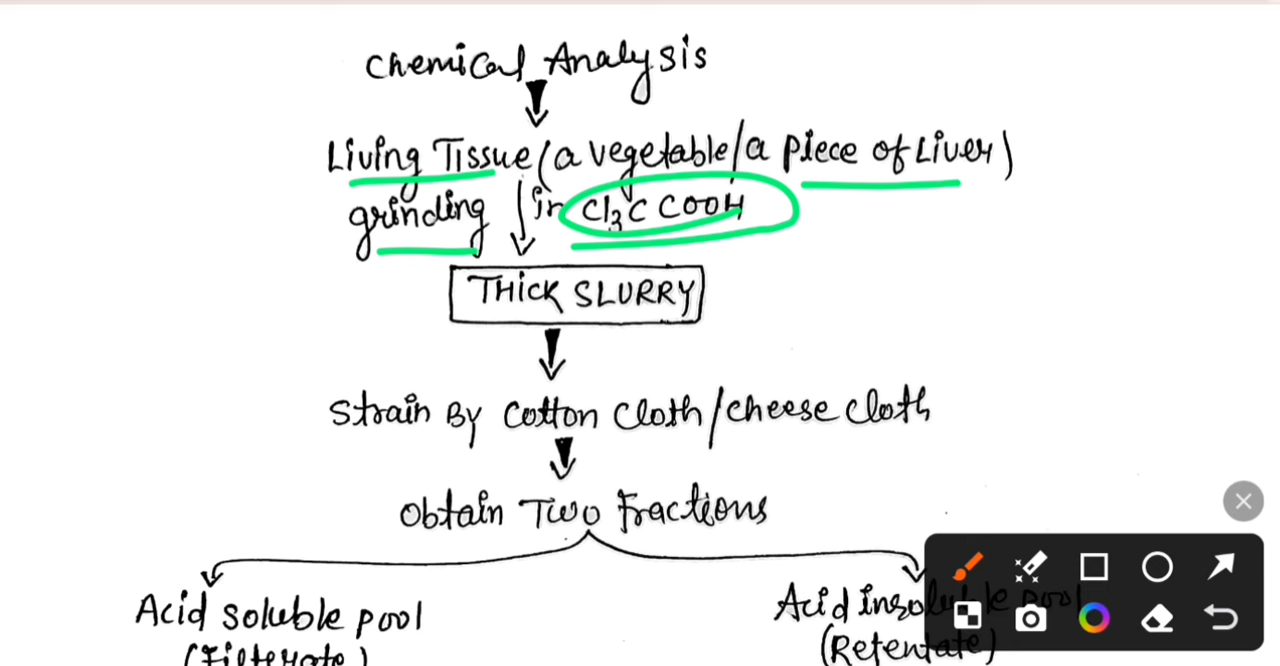 Chemical Analysis
Living Tissue (a vegetable/a piece of Liver)
grinding in Cl3C COOH
THICK SLURRY
Strain By Cotton Cloth/cheese cloth
Obtain Two Fractions
Acid soluble pool Acid insoluble pool
(Filterate) (Retentate)